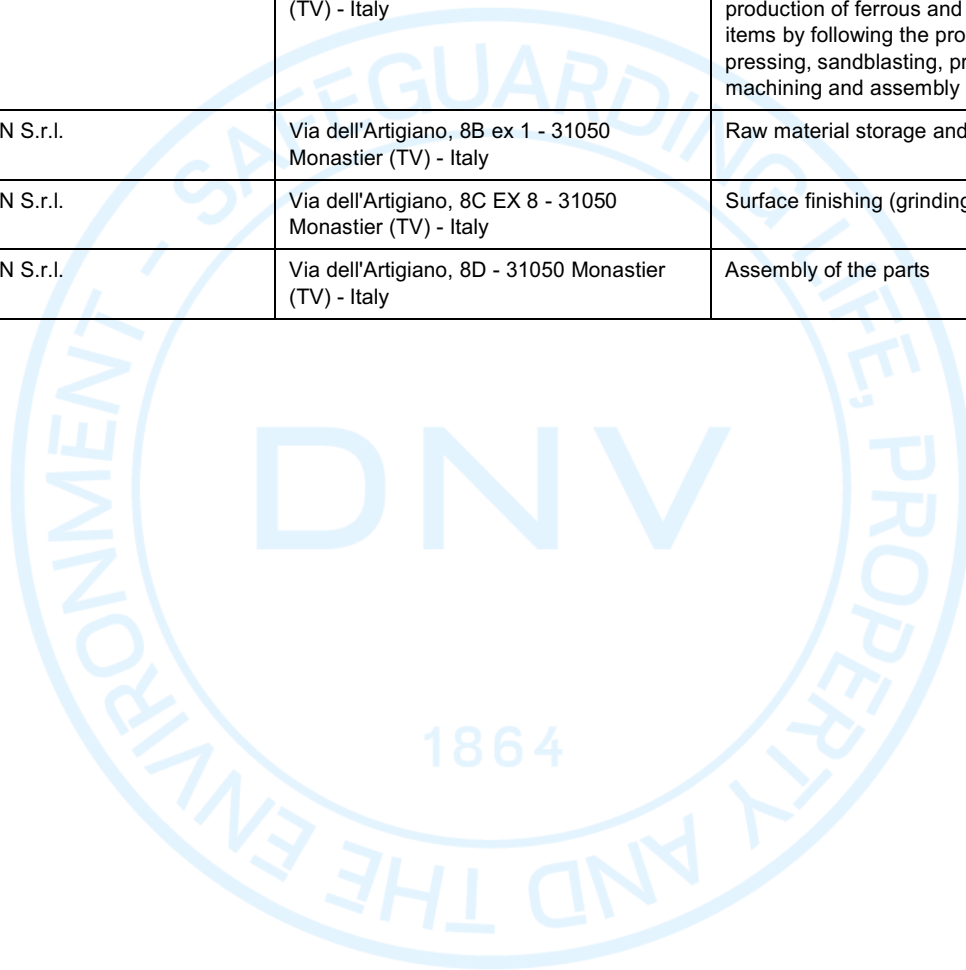 (TV) - Italy
production of ferrous and
items by following the pro
pressing, sandblasting, pr
machining and assembly
N S.r.l.
Via dell'Artigiano, 8B ex 1 - 31050
Monastier (TV) - Italy
Raw material storage and
N S.r.l.
Via dell'Artigiano, 8C EX 8 - 31050
Monastier (TV) - Italy
Surface finishing (grinding
N S.r.l.
Via dell'Artigiano, 8D - 31050 Monastier
(TV) - Italy
Assembly of the parts
SAFEGUARDING LIFE, PROPERTY AND THE ENVIRONMENT -
DNV
1864